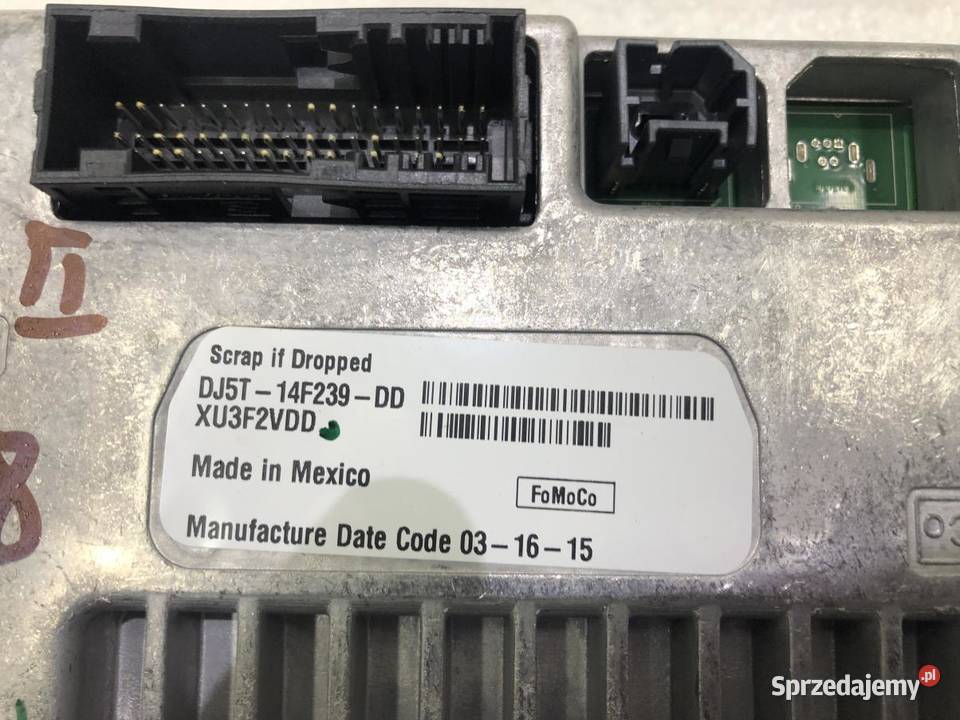 Scrap if Dropped
DJ5T-14F239-DD
XU3F2VDD
Made in Mexico
FoMoCo
Manufacture Date Code 03-16-15
Sprzedajemy.pl